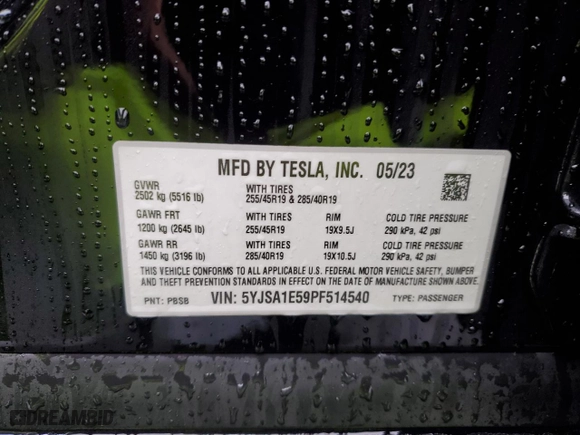 MFD BY TESLA, INC. 05/23
GVWR
2502 kg (5516 lb)
WITH TIRES
255/45R19 & 285/40R19
GAWR FRT
1200 kg (2645 lb)
WITH TIRES
255/45R19
RIM
19X9.5J
COLD TIRE PRESSURE
290 kPa, 42 psi
GAWR RR
1450 kg (3196 lb)
WITH TIRES
285/40R19
RIM
19X10.5J
COLD TIRE PRESSURE
290 kPa, 42 psi
THIS VEHICLE CONFORMS TO ALL APPLICABLE U.S. FEDERAL MOTOR VEHICLE SAFETY, BUMPER
AND THEFT PREVENTION STANDARDS IN EFFECT ON THE DATE OF MANUFACTURE SHOWN ABOVE.
PNT: PBSB VIN: 5YJSA1E59PF514540 TYPE: PASSENGER
DREAMBID